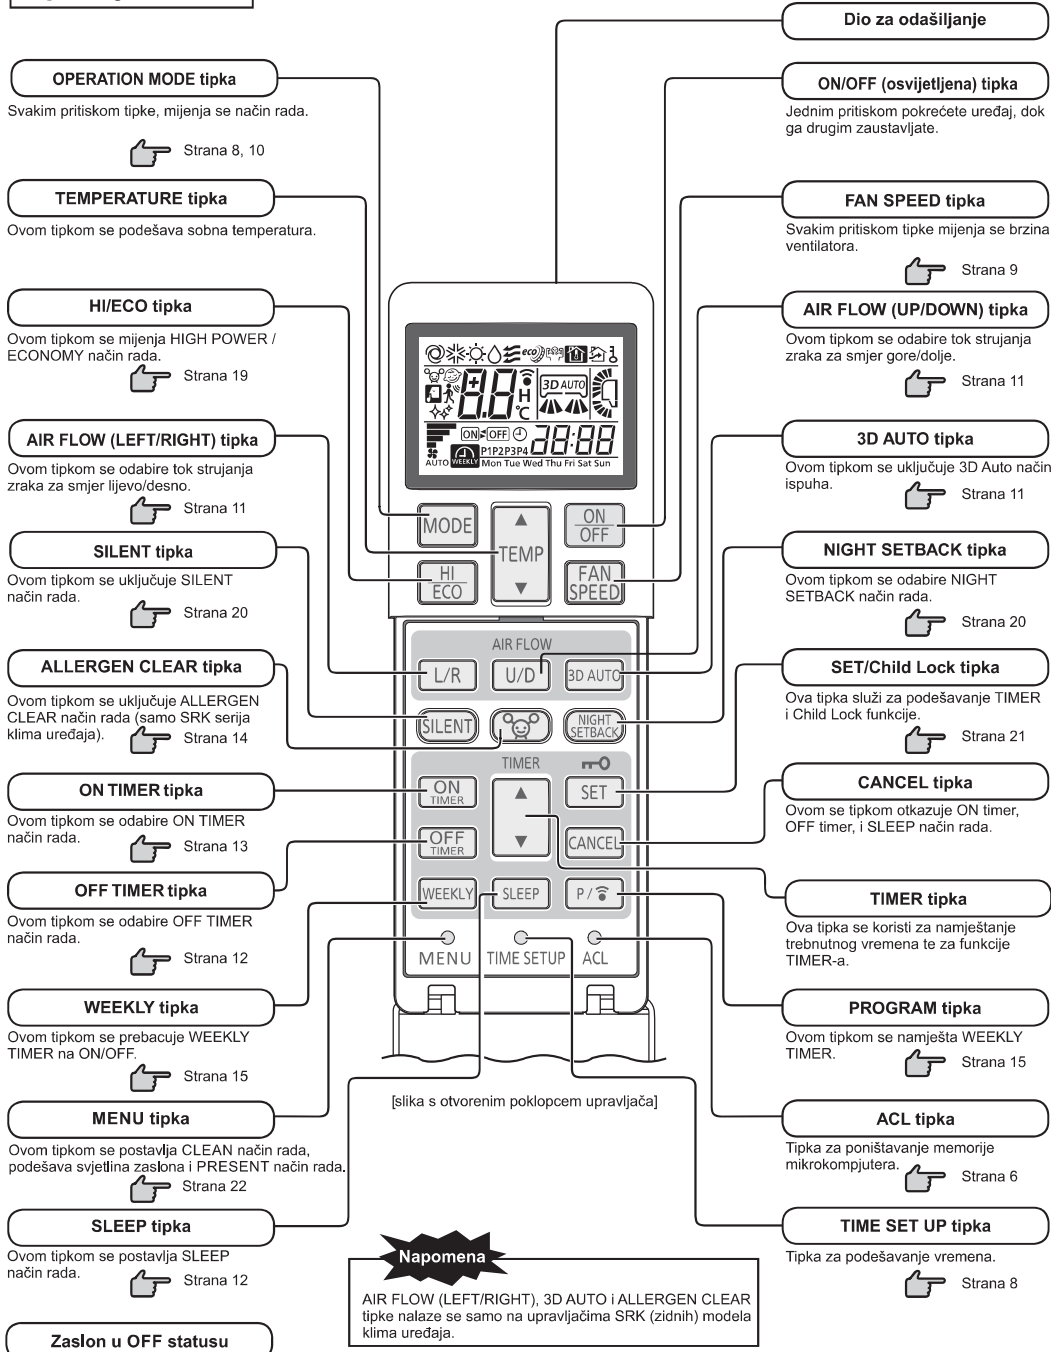 Dio za odašiljanje
OPERATION MODE tipka
Svakim pritiskom tipke, mijenja se način rada.
Strana 8, 10
TEMPERATURE tipka
Ovom tipkom se podešava sobna temperatura.
HI/ECO tipka
Ovom tipkom se mijenja HIGH POWER /
ECONOMY način rada.
Strana 19
AIR FLOW (LEFT/RIGHT) tipka
Ovom tipkom se odabire tok strujanja
zraka za smjer lijevo/desno.
Strana 11
SILENT tipka
Ovom tipkom se uključuje SILENT
način rada.
Strana 20
ALLERGEN CLEAR tipka
Ovom tipkom se uključuje ALLERGEN
CLEAR način rada (samo SRK serija
klima uređaja).
Strana 14
ON TIMER tipka
Ovom tipkom se odabire ON TIMER
način rada.
Strana 13
OFF TIMER tipka
Ovom tipkom se odabire OFF TIMER
način rada.
Strana 12
WEEKLY tipka
Ovom tipkom se prebacuje WEEKLY
TIMER na ON/OFF.
Strana 15
MENU tipka
Ovom tipkom se postavlja CLEAN način rada,
podešava svjetlina zaslona i PRESENT način rada.
Strana 22
SLEEP tipka
Ovom tipkom se postavlja SLEEP
način rada.
Strana 12
Zaslon u OFF statusu
eco
8.8
H
°C
3D AUTO
ON OFF
88:88
P1P2P3P4
AUTO WEEKLY Mon Tue Wed Thu Fri Sat Sun
MODE
TEMP
ON
OFF
HI
ECO
FAN
SPEED
AIR FLOW
L/R
U/D
3D AUTO
SILENT
NIGHT
SETBACK
TIMER
ON
TIMER
SET
OFF
TIMER
CANCEL
WEEKLY
SLEEP
P /
MENU
TIME SETUP
ACL
[slika s otvorenim poklopcem upravljača]
Napomena
AIR FLOW (LEFT/RIGHT), 3D AUTO i ALLERGEN CLEAR
tipke nalaze se samo na upravljačima SRK (zidnih) modela
klima uređaja.
ON/OFF (osvijetljena) tipka
Jednim pritiskom pokrećete uređaj, dok
ga drugim zaustavljate.
FAN SPEED tipka
Svakim pritiskom tipke mijenja se brzina
ventilatora.
Strana 9
AIR FLOW (UP/DOWN) tipka
Ovom tipkom se odabire tok strujanja
zraka za smjer gore/dolje.
Strana 11
3D AUTO tipka
Ovom tipkom se uključuje 3D Auto način
ispuha.
Strana 11
NIGHT SETBACK tipka
Ovom tipkom se odabire NIGHT
SETBACK način rada.
Strana 20
SET/Child Lock tipka
Ova tipka služi za podešavanje TIMER
i Child Lock funkcije.
Strana 21
CANCEL tipka
Ovom se tipkom otkazuje ON timer,
OFF timer, i SLEEP način rada.
TIMER tipka
Ova tipka se koristi za namještanje
trebnutnog vremena te za funkcije
TIMER-a.
PROGRAM tipka
Ovom tipkom se namješta WEEKLY
TIMER.
Strana 15
ACL tipka
Tipka za poništavanje memorije
mikrokompjutera.
Strana 6
TIME SET UP tipka
Tipka za podešavanje vremena.
Strana 8